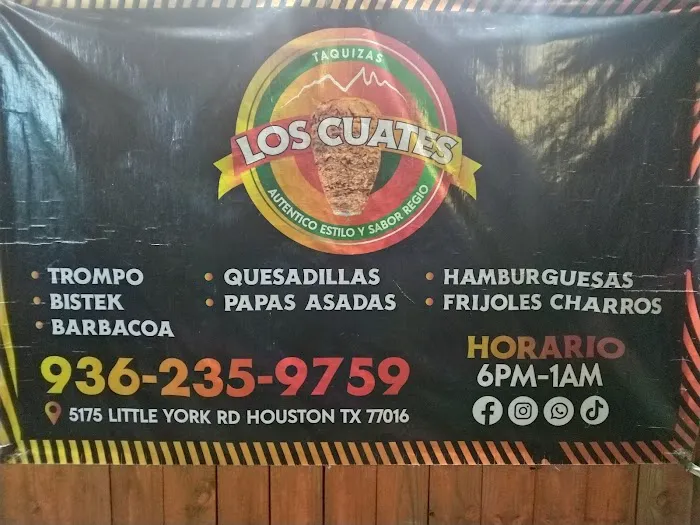 TAQUIZAS
LOS CUATES
AUTENTICO ESTILO Y SABOR REGIO
• TROMPO
• BISTEK
• BARBACOA
• QUESADILLAS
• PAPAS ASADAS
• HAMBURGUESAS
• FRIJOLES CHARROS
936-235-9759
5175 LITTLE YORK RD HOUSTON TX 77016
HORARIO
6PM-1AM